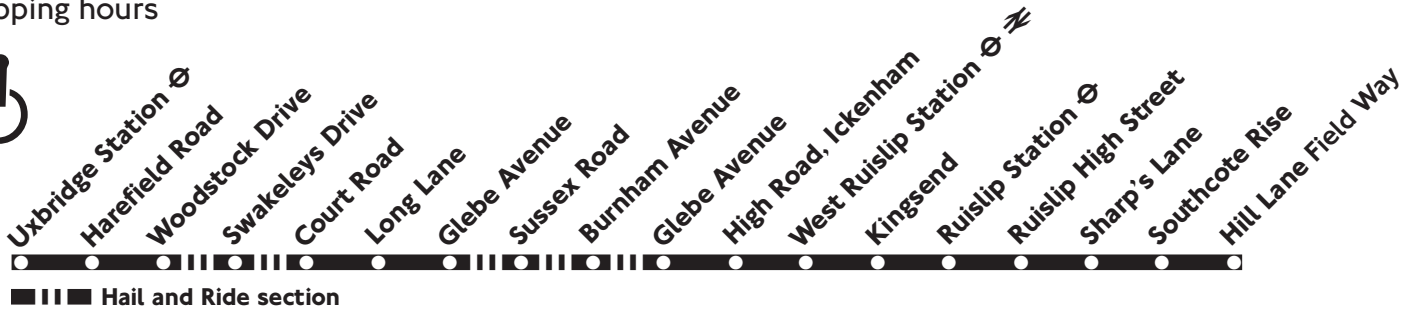 hours
Uxbridge Station
Harefield Road
Woodstock Drive
Swakeleys Drive
Court Road
Long Lane
Glebe Avenue
Sussex Road
Burnham Avenue
Glebe Avenue
High Road, Ickenham
West Ruislip Station
Kingsend
Ruislip Station
Ruislip High Street
Sharp's Lane
Southcote Rise
Hill Lane Field Way
Hail and Ride section